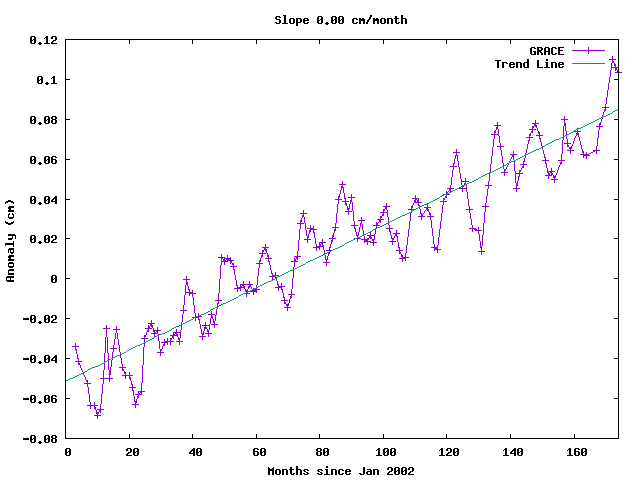 Slope 0.00 cm/month
0.12
GRACE
Trend Line
0.1
0.08
0.06
0.04
0.02
0
-0.02
-0.04
-0.06
-0.08
Anomaly (cm)
0 20 40 60 80 100 120 140 160
Months since Jan 2002